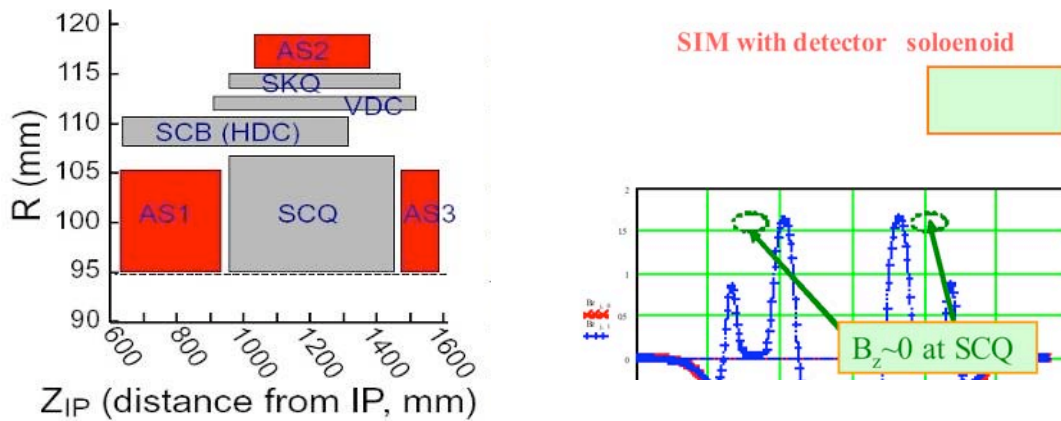 120
115
110
105
100
95
90
R (mm)
AS2
SKQ
VDC
SCB (HDC)
AS1
SCQ
AS3
600
800
1000
1200
1400
1600
Z_IP (distance from IP, mm)
SIM with detector soloenoid
2
1.5
1
0.5
0
B_z~0 at SCQ